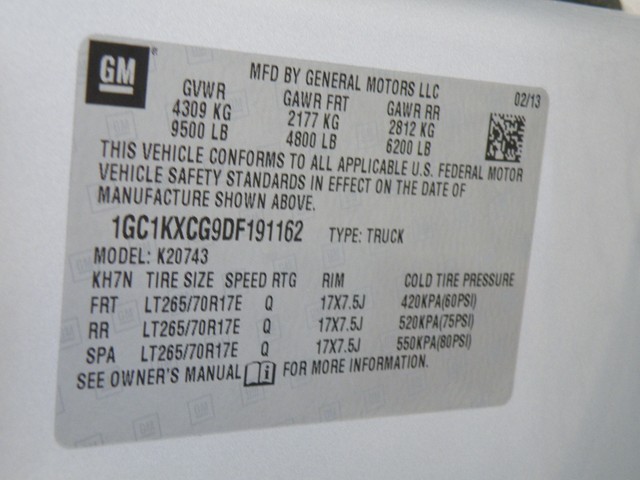 GM
MFD BY GENERAL MOTORS LLC 02/13
GVWR GAWR FRT GAWR RR
4309 KG 2177 KG 2812 KG
9500 LB 4800 LB 6200 LB
THIS VEHICLE CONFORMS TO ALL APPLICABLE U.S. FEDERAL MOTOR
VEHICLE SAFETY STANDARDS IN EFFECT ON THE DATE OF
MANUFACTURE SHOWN ABOVE.
1GC1KXCG9DF191162 TYPE: TRUCK
MODEL: K20743
KH7N TIRE SIZE SPEED RTG RIM COLD TIRE PRESSURE
FRT LT265/70R17E Q 17X7.5J 420KPA(60PSI)
RR LT265/70R17E Q 17X7.5J 520KPA(75PSI)
SPA LT265/70R17E Q 17X7.5J 550KPA(80PSI)
SEE OWNER'S MANUAL FOR MORE INFORMATION.